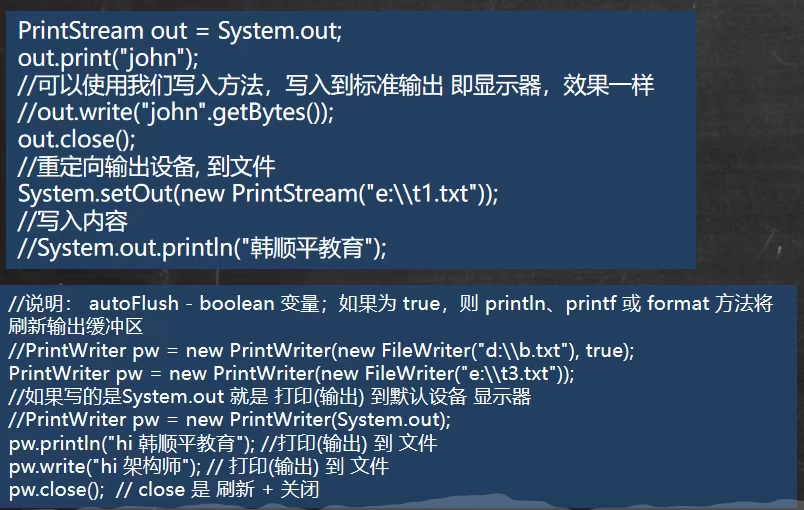 PrintStream out = System.out;
out.print("john");
//可以使用我们写入方法，写入到标准输出 即显示器，效果一样
//out.write("john".getBytes());
out.close();
//重定向输出设备, 到文件
System.setOut(new PrintStream("e:\\t1.txt"));
//写入内容
//System.out.println("韩顺平教育");
//说明： autoFlush - boolean 变量；如果为 true，则 println、printf 或 format 方法将
刷新输出缓冲区
//PrintWriter pw = new PrintWriter(new FileWriter("d:\\b.txt"), true);
PrintWriter pw = new PrintWriter(new FileWriter("e:\\t3.txt"));
//如果写的是System.out 就是 打印(输出) 到默认设备 显示器
//PrintWriter pw = new PrintWriter(System.out);
pw.println("hi 韩顺平教育"); //打印(输出) 到 文件
pw.write("hi 架构师"); // 打印(输出) 到 文件
pw.close();  // close 是 刷新 + 关闭